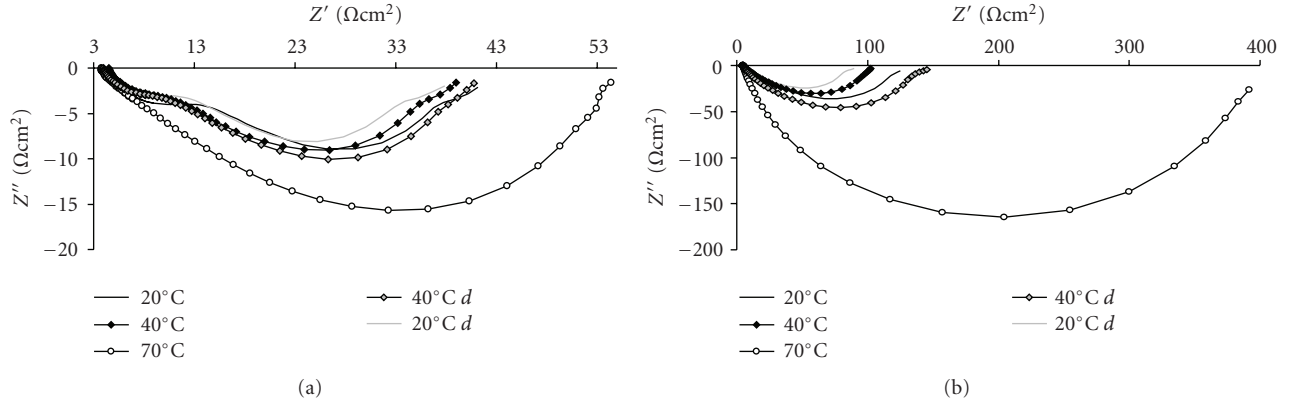 Z′ (Ωcm²)
3 13 23 33 43 53
0
−5
−10
−15
−20
Z″ (Ωcm²)
20°C
40°C
70°C
40°C d
20°C d
(a)
Z′ (Ωcm²)
0 100 200 300 400
0
−50
−100
−150
−200
Z″ (Ωcm²)
20°C
40°C
70°C
40°C d
20°C d
(b)